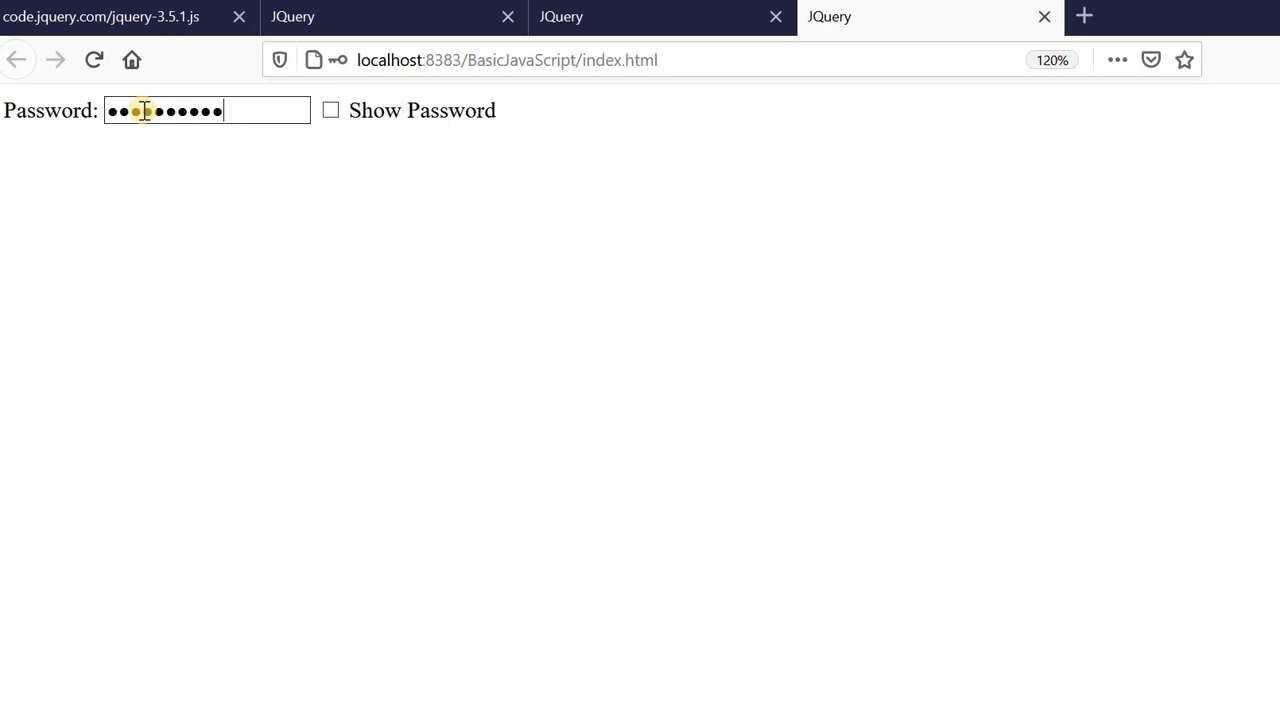 code.jquery.com/jquery-3.5.1.js JQuery JQuery JQuery
localhost:8383/BasicJavaScript/index.html 120%
Password: ●●●●●●●●●● Show Password